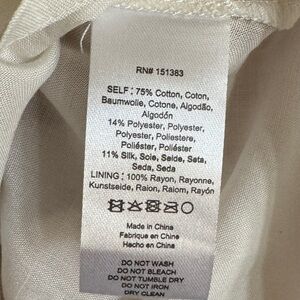 RN# 151383
SELF: 75% Cotton, Coton,
Baumwolle, Cotone, Algodão,
Algodón
14% Polyester, Polyester,
Polyester, Poliestere,
Poliéster, Poliéster
11% Silk, Soie, Seide, Seta,
Seda, Seda
LINING: 100% Rayon, Rayonne,
Kunstseide, Raion, Raiom, Rayón
Made in China
Fabrique en Chine
Hecho en China
DO NOT WASH
DO NOT BLEACH
DO NOT TUMBLE DRY
DO NOT IRON
DRY CLEAN